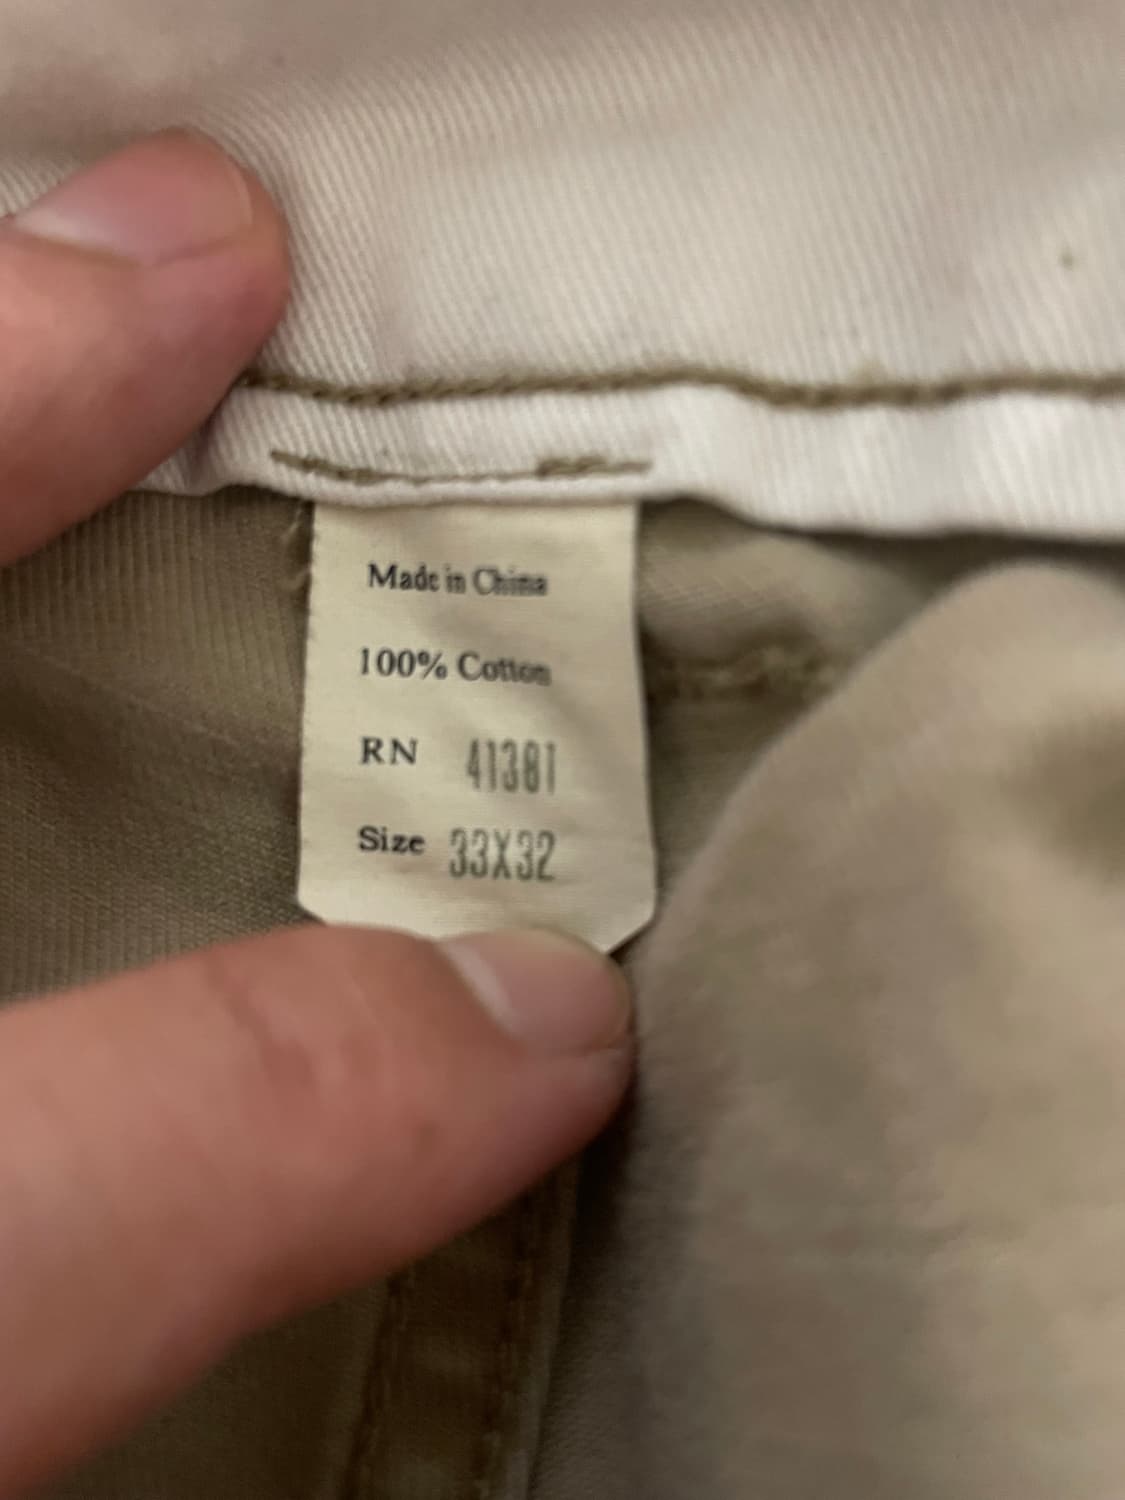 Made in China
100% Cotton
RN 41381
Size 33X32